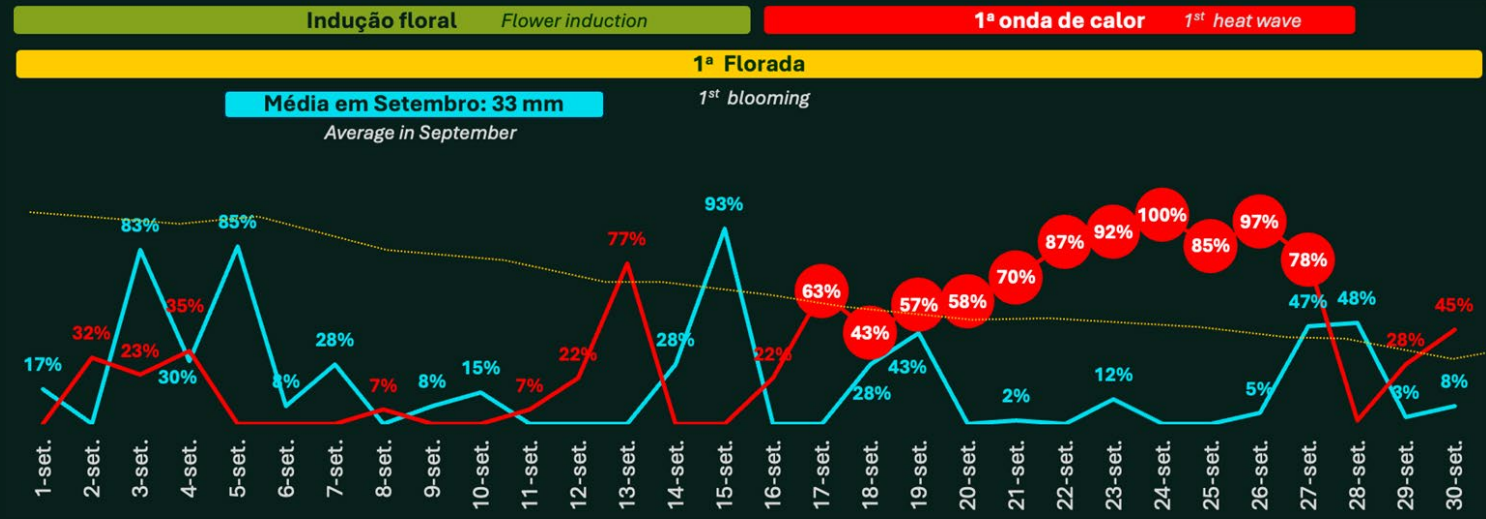 Indução floral Flower induction
1ª onda de calor 1st heat wave
1ª Florada
1st blooming
Média em Setembro: 33 mm
Average in September
17%
32%
83%
23%
35%
30%
85%
8%
28%
7%
8%
15%
7%
22%
77%
28%
93%
22%
63%
43%
28%
57%
43%
58%
70%
2%
87%
92%
12%
100%
85%
97%
5%
78%
47%
48%
28%
3%
45%
8%
1-set.
2-set.
3-set.
4-set.
5-set.
6-set.
7-set.
8-set.
9-set.
10-set.
11-set.
12-set.
13-set.
14-set.
15-set.
16-set.
17-set.
18-set.
19-set.
20-set.
21-set.
22-set.
23-set.
24-set.
25-set.
26-set.
27-set.
28-set.
29-set.
30-set.